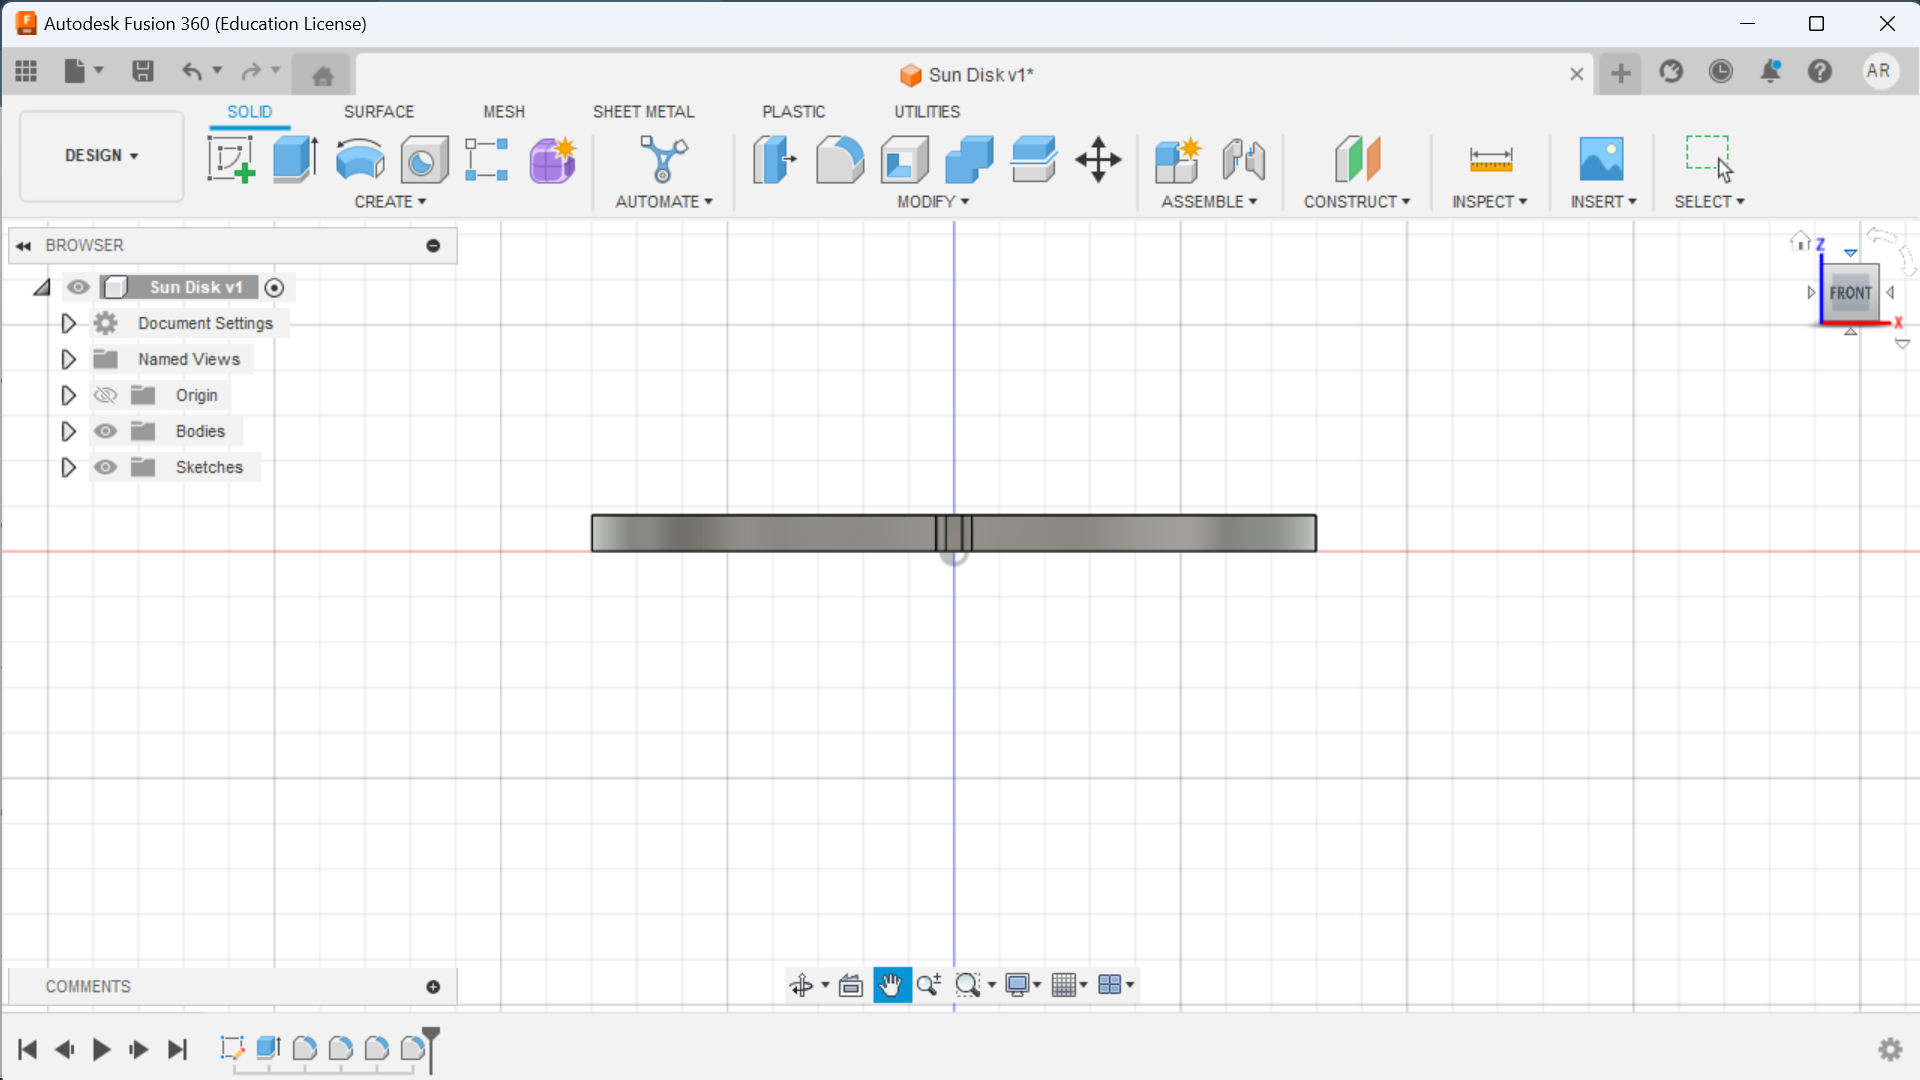 Autodesk Fusion 360 (Education License)
Sun Disk v1*
AR
DESIGN
SOLID
SURFACE
MESH
SHEET METAL
PLASTIC
UTILITIES
CREATE
AUTOMATE
MODIFY
ASSEMBLE
CONSTRUCT
INSPECT
INSERT
SELECT
BROWSER
Sun Disk v1
Document Settings
Named Views
Origin
Bodies
Sketches
Z
FRONT
X
COMMENTS